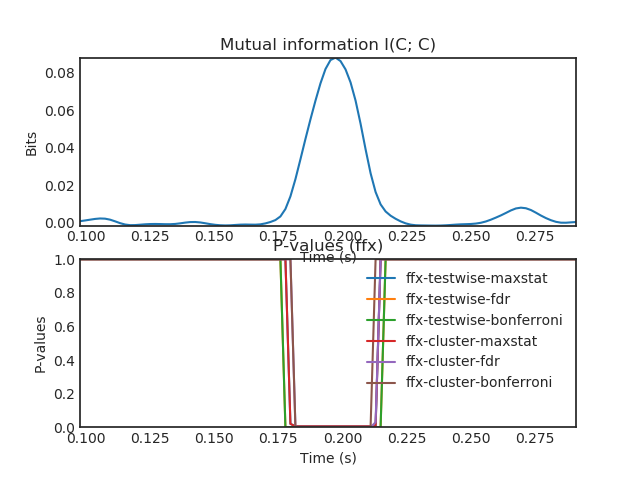 Mutual information I(C; C)
Bits
0.08
0.06
0.04
0.02
0.00
0.100 0.125 0.150 0.175 0.200 0.225 0.250 0.275
Time (s)
P-values (ffx)
P-values
1.0
0.8
0.6
0.4
0.2
0.0
ffx-testwise-maxstat
ffx-testwise-fdr
ffx-testwise-bonferroni
ffx-cluster-maxstat
ffx-cluster-fdr
ffx-cluster-bonferroni
0.100 0.125 0.150 0.175 0.200 0.225 0.250 0.275
Time (s)